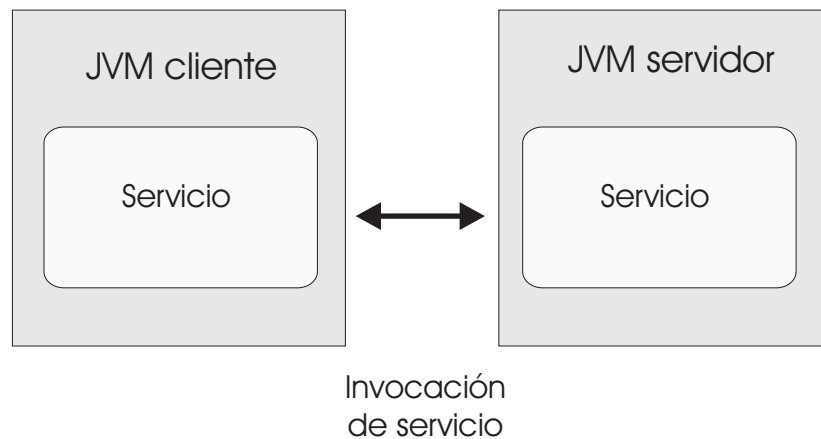 JVM cliente
JVM servidor
Servicio
Servicio
Invocación
de servicio